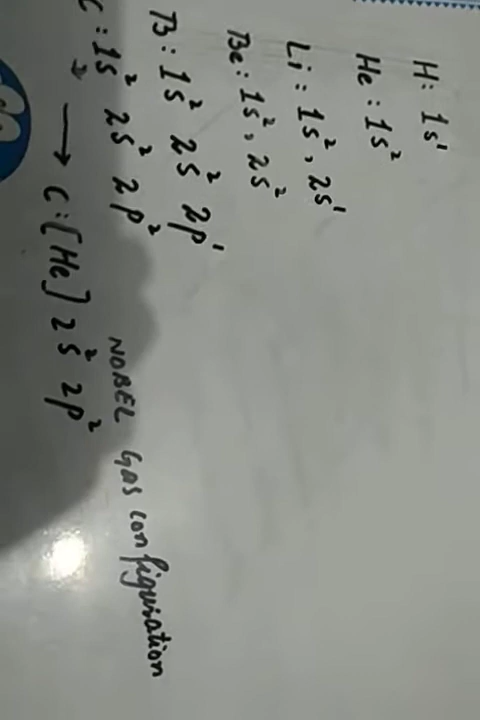 H: 1s¹
He: 1s²
Li: 1s², 2s¹
Be: 1s², 2s²
B: 1s² 2s² 2p¹
C: 1s² 2s² 2p²
→ C: [He] 2s² 2p²
NOBEL GAS configuration